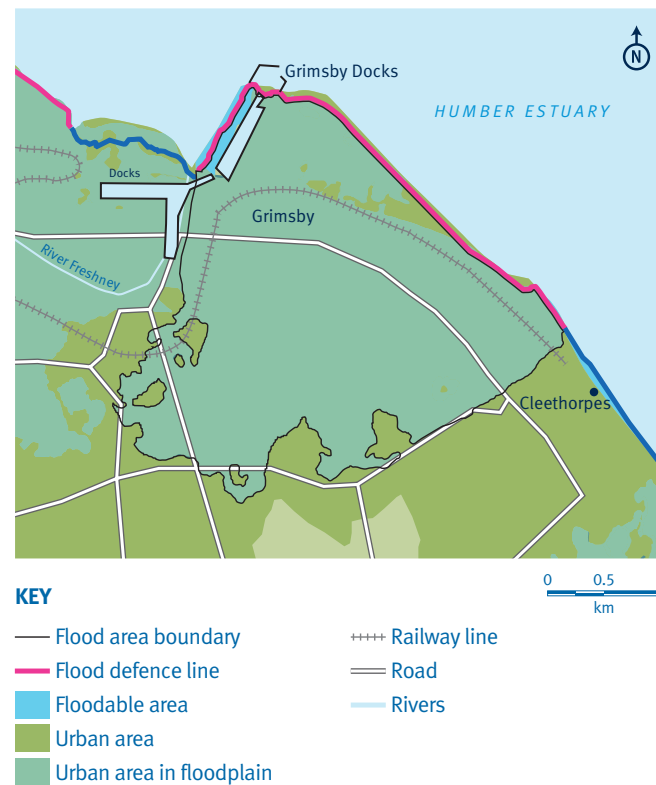 Grimsby Docks
N
HUMBER ESTUARY
Docks
Grimsby
River Freshney
Cleethorpes
KEY
0 0.5
km
Flood area boundary
Flood defence line
Floodable area
Urban area
Urban area in floodplain
Railway line
Road
Rivers